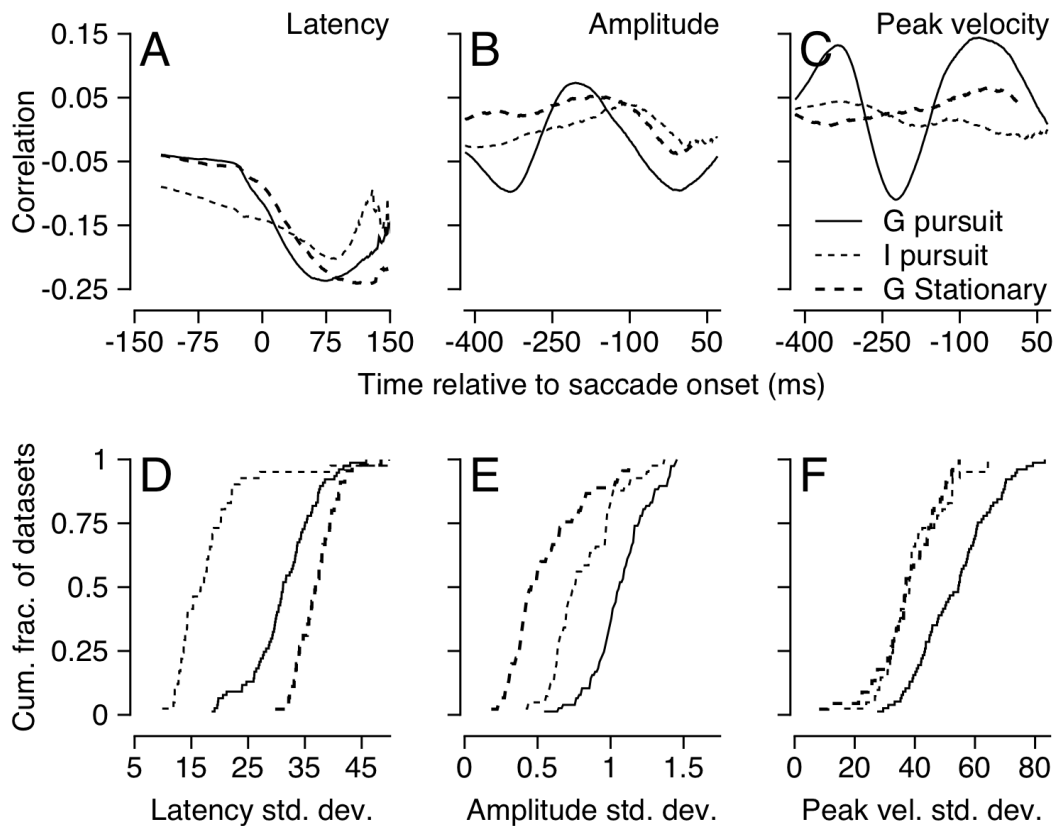 A Latency
B Amplitude
C Peak velocity
Correlation
0.15
0.05
-0.05
-0.15
-0.25
G pursuit
I pursuit
G Stationary
-150 -75 0 75 150
-400 -250 -100 50
-400 -250 -100 50
Time relative to saccade onset (ms)
D
E
F
Cum. frac. of datasets
1
0.75
0.5
0.25
0
5 15 25 35 45
0 0.5 1 1.5
0 20 40 60 80
Latency std. dev.
Amplitude std. dev.
Peak vel. std. dev.